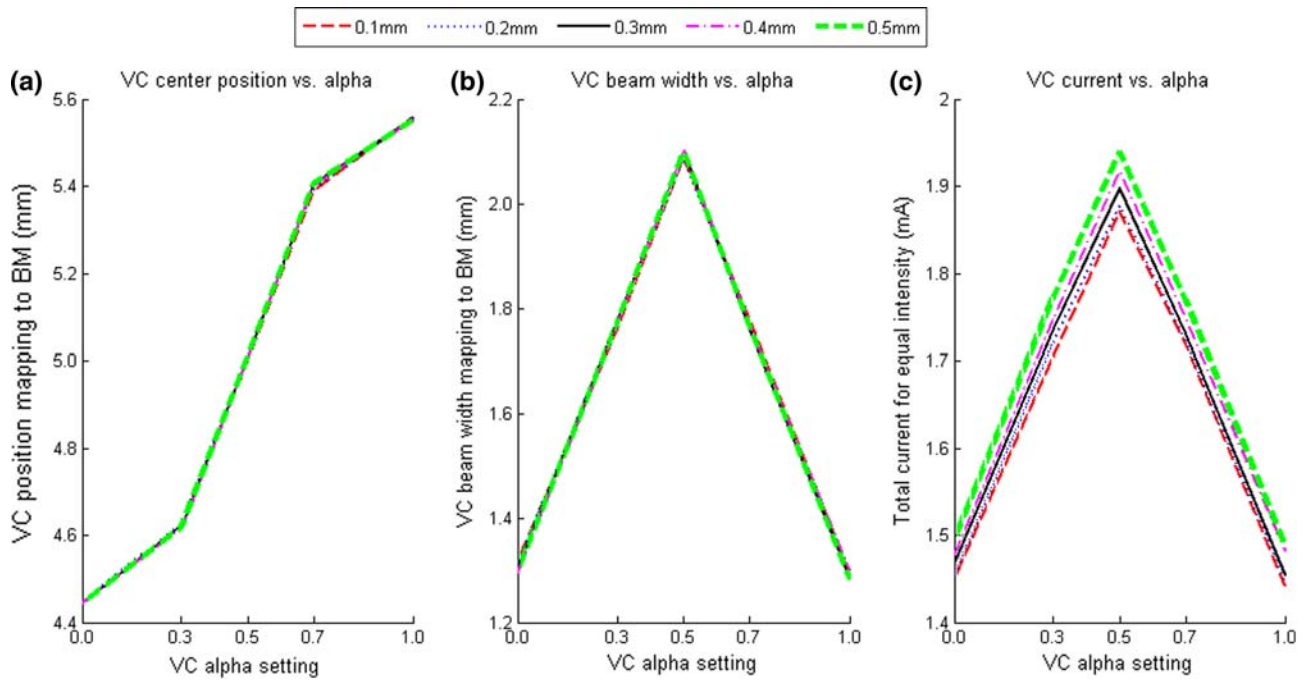 0.1mm 0.2mm 0.3mm 0.4mm 0.5mm
(a) VC center position vs. alpha
VC position mapping to BM (mm)
5.6
5.4
5.2
5.0
4.8
4.6
4.4
0.0 0.3 0.5 0.7 1.0
VC alpha setting
(b) VC beam width vs. alpha
VC beam width mapping to BM (mm)
2.2
2.0
1.8
1.6
1.4
1.2
0.0 0.3 0.5 0.7 1.0
VC alpha setting
(c) VC current vs. alpha
Total current for equal intensity (mA)
2
1.9
1.8
1.7
1.6
1.5
1.4
0.0 0.3 0.5 0.7 1.0
VC alpha setting